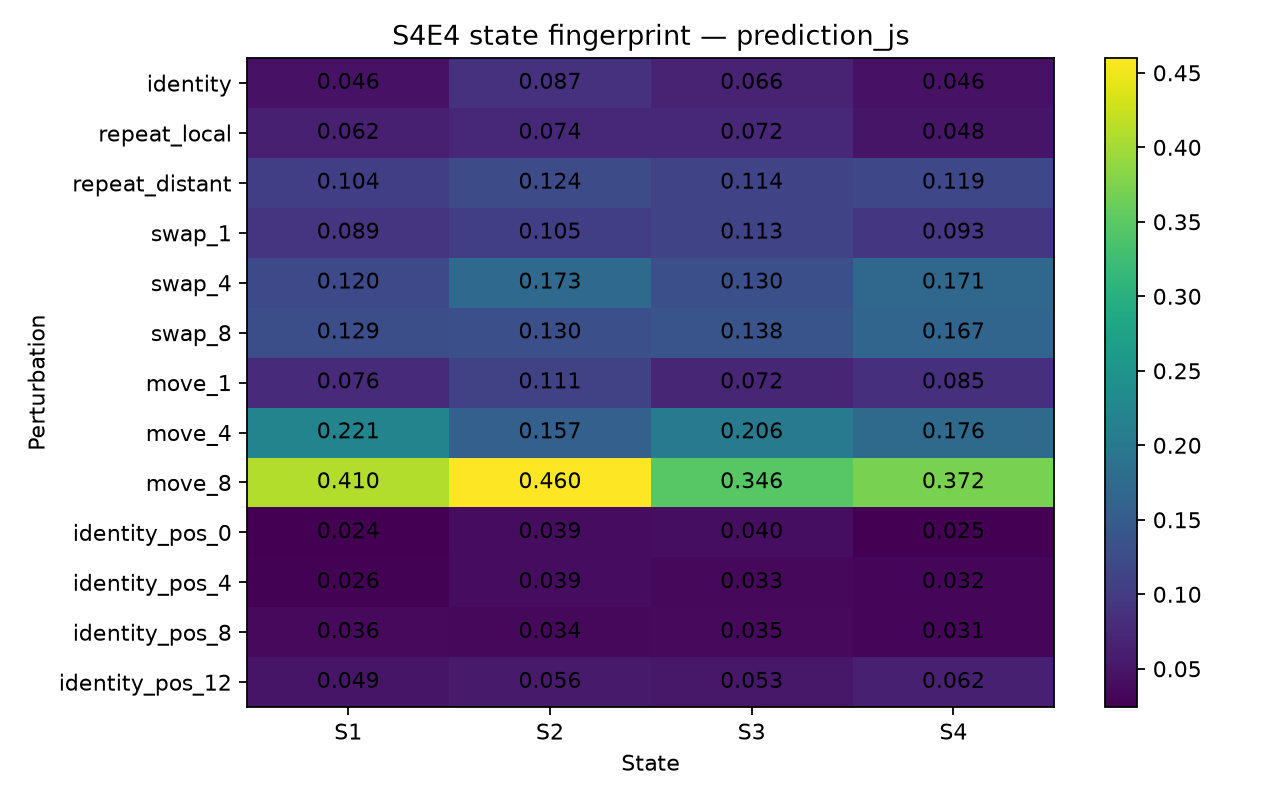 S4E4 state fingerprint — prediction_js
identity 0.046 0.087 0.066 0.046
repeat_local 0.062 0.074 0.072 0.048
repeat_distant 0.104 0.124 0.114 0.119
swap_1 0.089 0.105 0.113 0.093
swap_4 0.120 0.173 0.130 0.171
swap_8 0.129 0.130 0.138 0.167
move_1 0.076 0.111 0.072 0.085
move_4 0.221 0.157 0.206 0.176
move_8 0.410 0.460 0.346 0.372
identity_pos_0 0.024 0.039 0.040 0.025
identity_pos_4 0.026 0.039 0.033 0.032
identity_pos_8 0.036 0.034 0.035 0.031
identity_pos_12 0.049 0.056 0.053 0.062
S1 S2 S3 S4
State
Perturbation
0.45
0.40
0.35
0.30
0.25
0.20
0.15
0.10
0.05